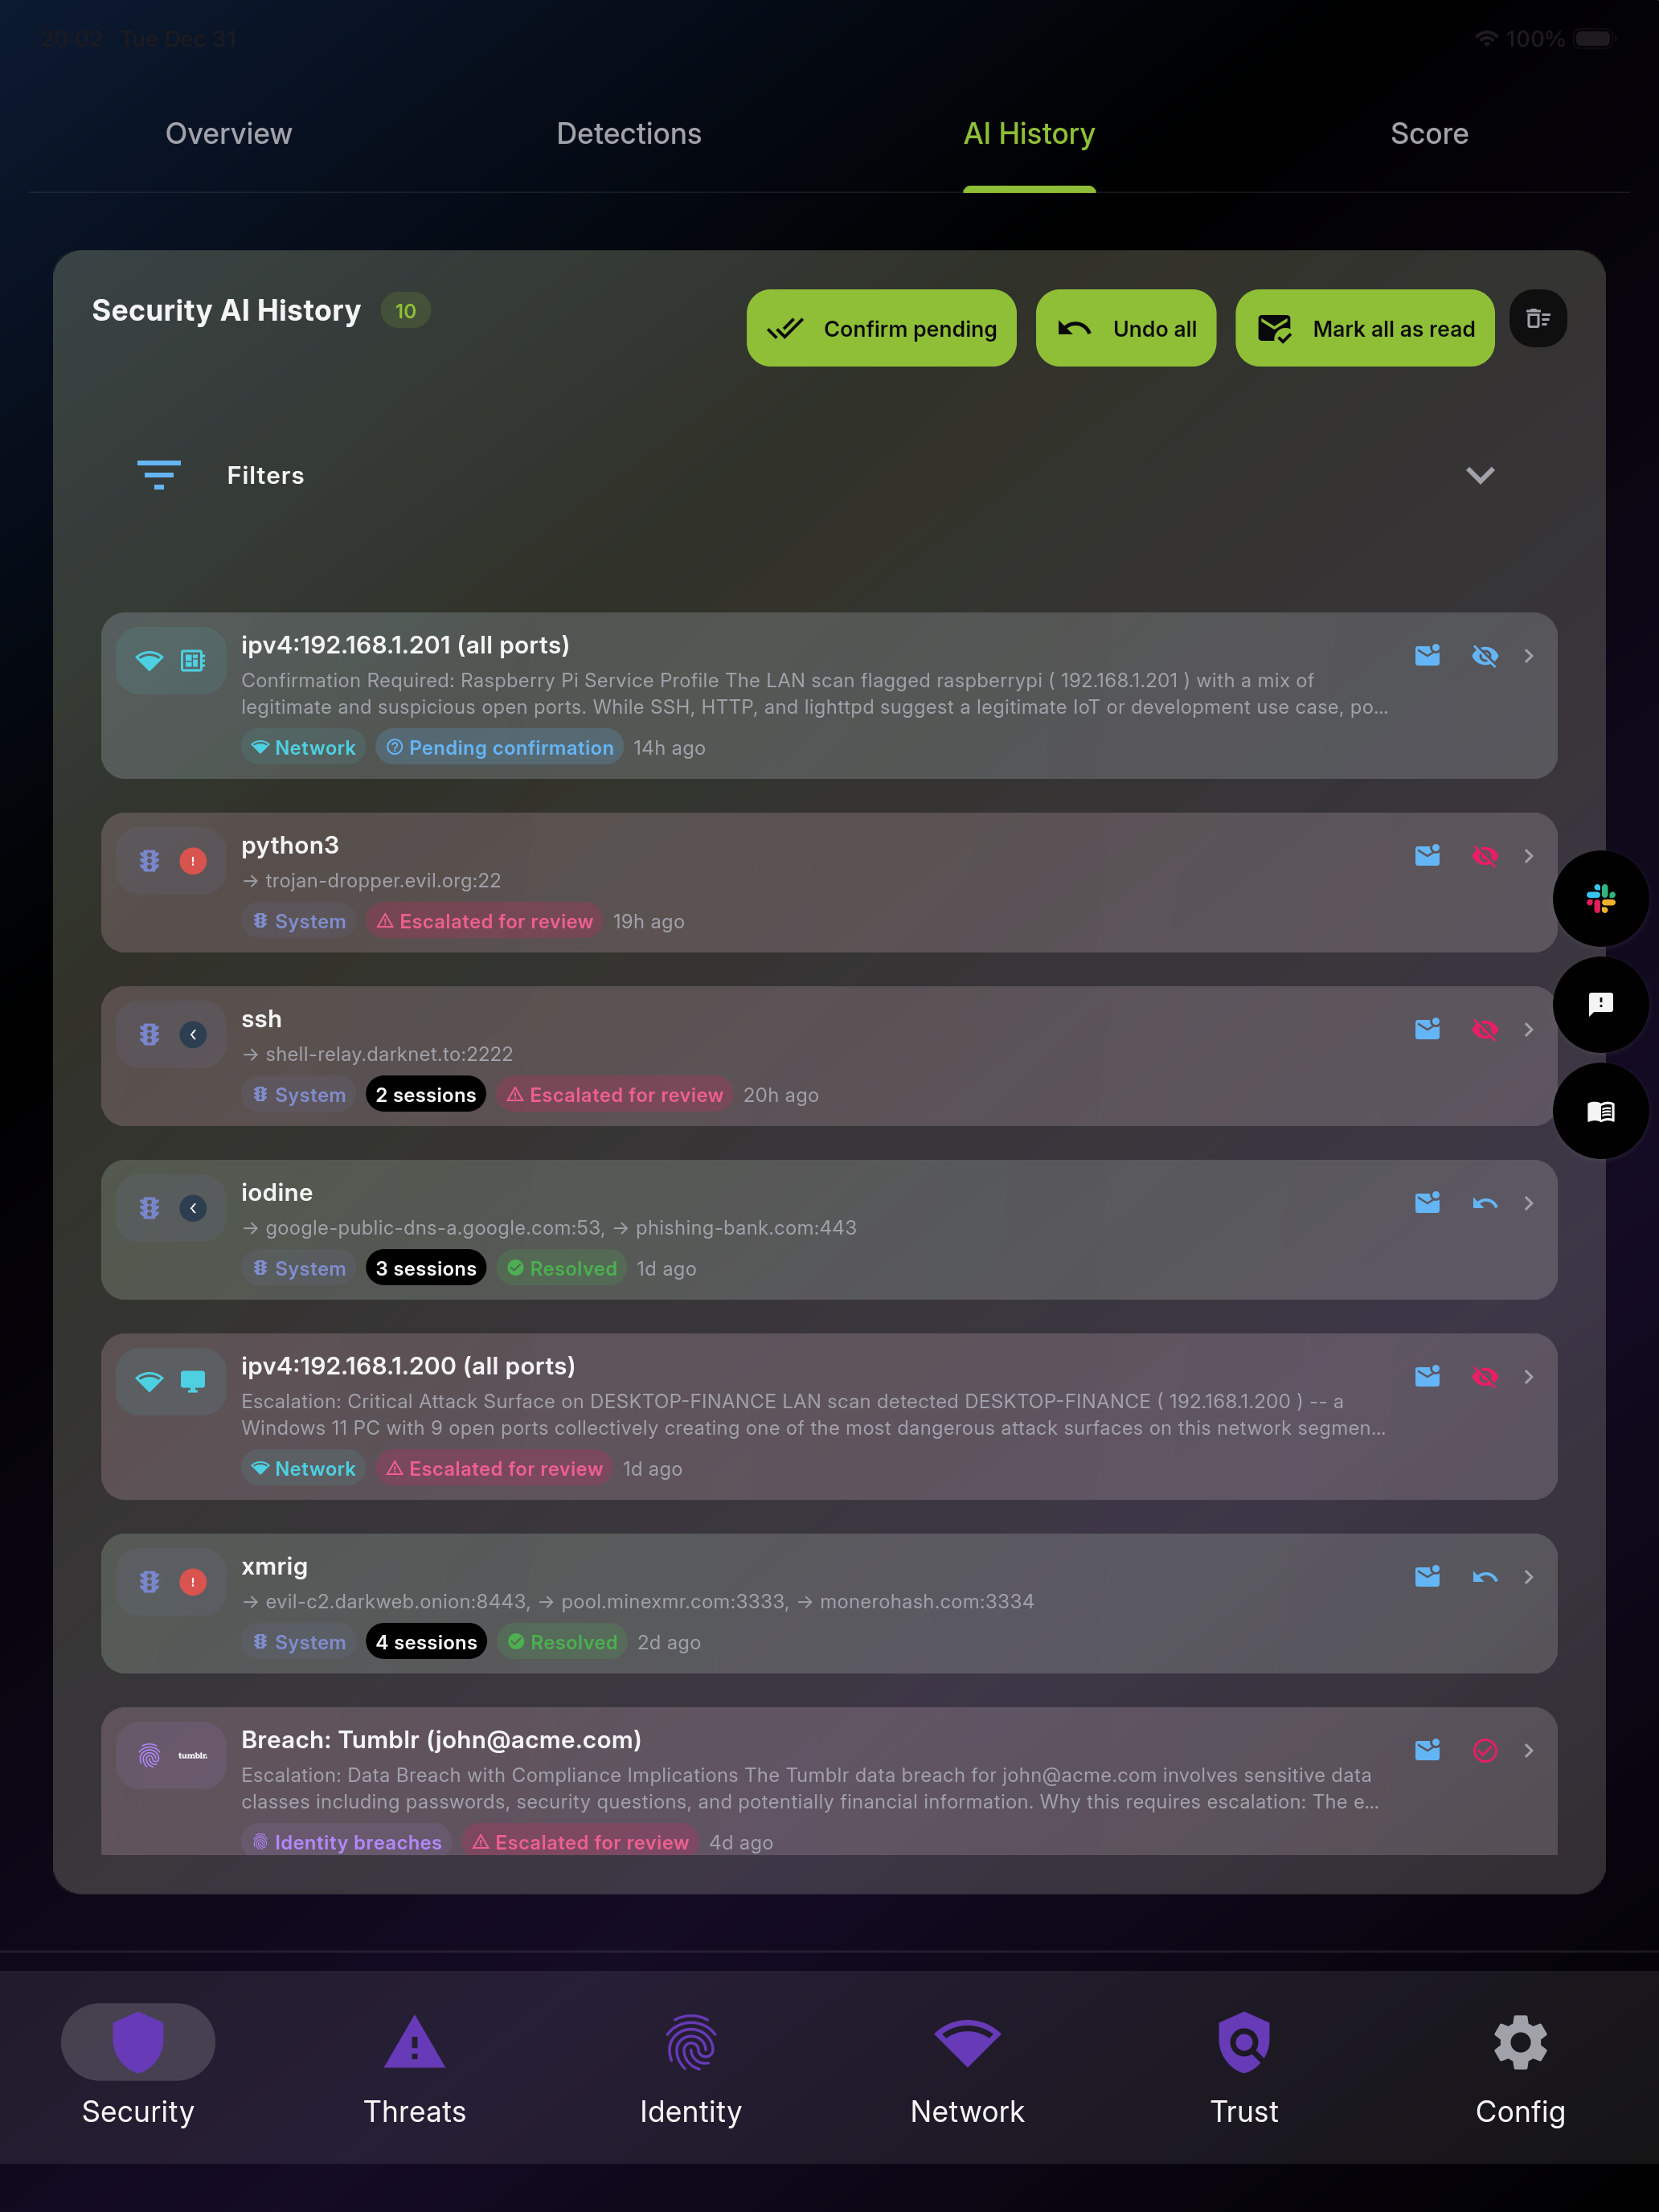 20:02 Tue Dec 31
100%
Overview
Detections
AI History
Score
Security AI History
10
Confirm pending
Undo all
Mark all as read
Filters
ipv4:192.168.1.201 (all ports)
Confirmation Required: Raspberry Pi Service Profile The LAN scan flagged raspberrypi ( 192.168.1.201 ) with a mix of
legitimate and suspicious open ports. While SSH, HTTP, and lighttpd suggest a legitimate IoT or development use case, po...
Network
Pending confirmation
14h ago
python3
→ trojan-dropper.evil.org:22
System
Escalated for review
19h ago
ssh
→ shell-relay.darknet.to:2222
System
2 sessions
Escalated for review
20h ago
iodine
→ google-public-dns-a.google.com:53, → phishing-bank.com:443
System
3 sessions
Resolved
1d ago
ipv4:192.168.1.200 (all ports)
Escalation: Critical Attack Surface on DESKTOP-FINANCE LAN scan detected DESKTOP-FINANCE ( 192.168.1.200 ) -- a
Windows 11 PC with 9 open ports collectively creating one of the most dangerous attack surfaces on this network segmen...
Network
Escalated for review
1d ago
xmrig
→ evil-c2.darkweb.onion:8443, → pool.minexmr.com:3333, → monerohash.com:3334
System
4 sessions
Resolved
2d ago
tumblr.
Breach: Tumblr (john@acme.com)
Escalation: Data Breach with Compliance Implications The Tumblr data breach for john@acme.com involves sensitive data
classes including passwords, security questions, and potentially financial information. Why this requires escalation: The e...
Identity breaches
Escalated for review
4d ago
Security
Threats
Identity
Network
Trust
Config